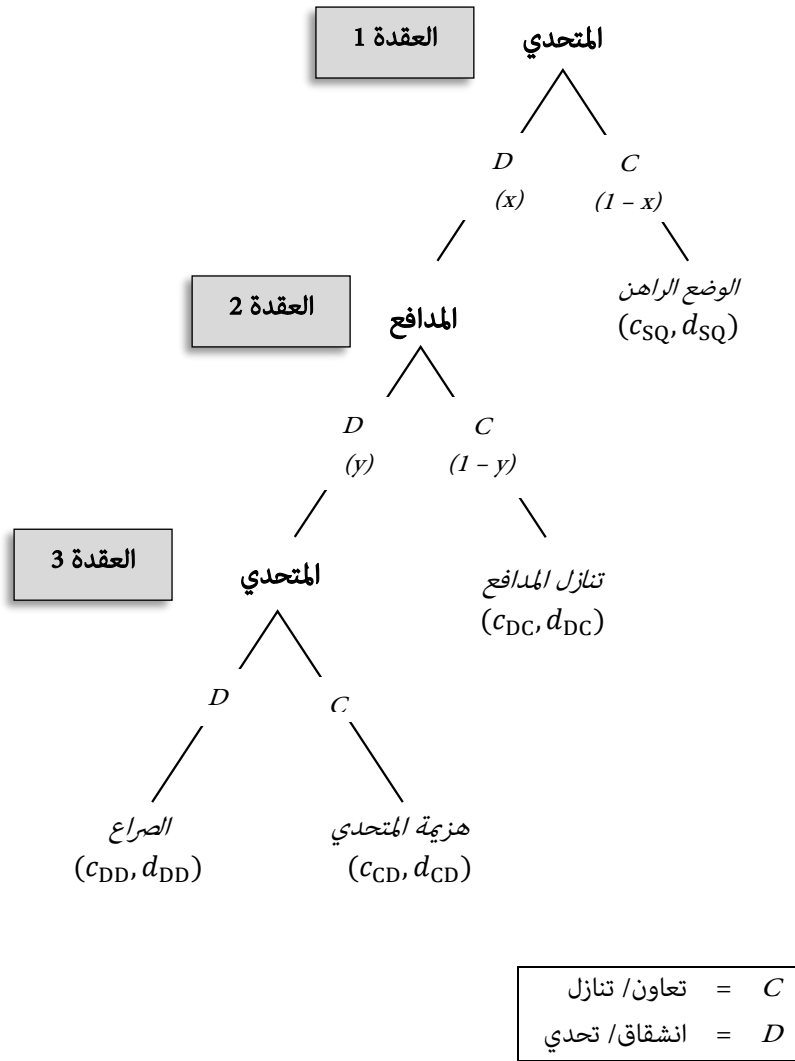 العقدة 1
المتحدي
D
C
(x)
(1 – x)
العقدة 2
المدافع
الوضع الراهن
(c_SQ, d_SQ)
D
C
(y)
(1 – y)
العقدة 3
المتحدي
تنازل المدافع
(c_DC, d_DC)
D
C
الصراع
هزيمة المتحدي
(c_DD, d_DD)
(c_CD, d_CD)
C = تعاون/ تنازل
D = انشقاق/ تحدي